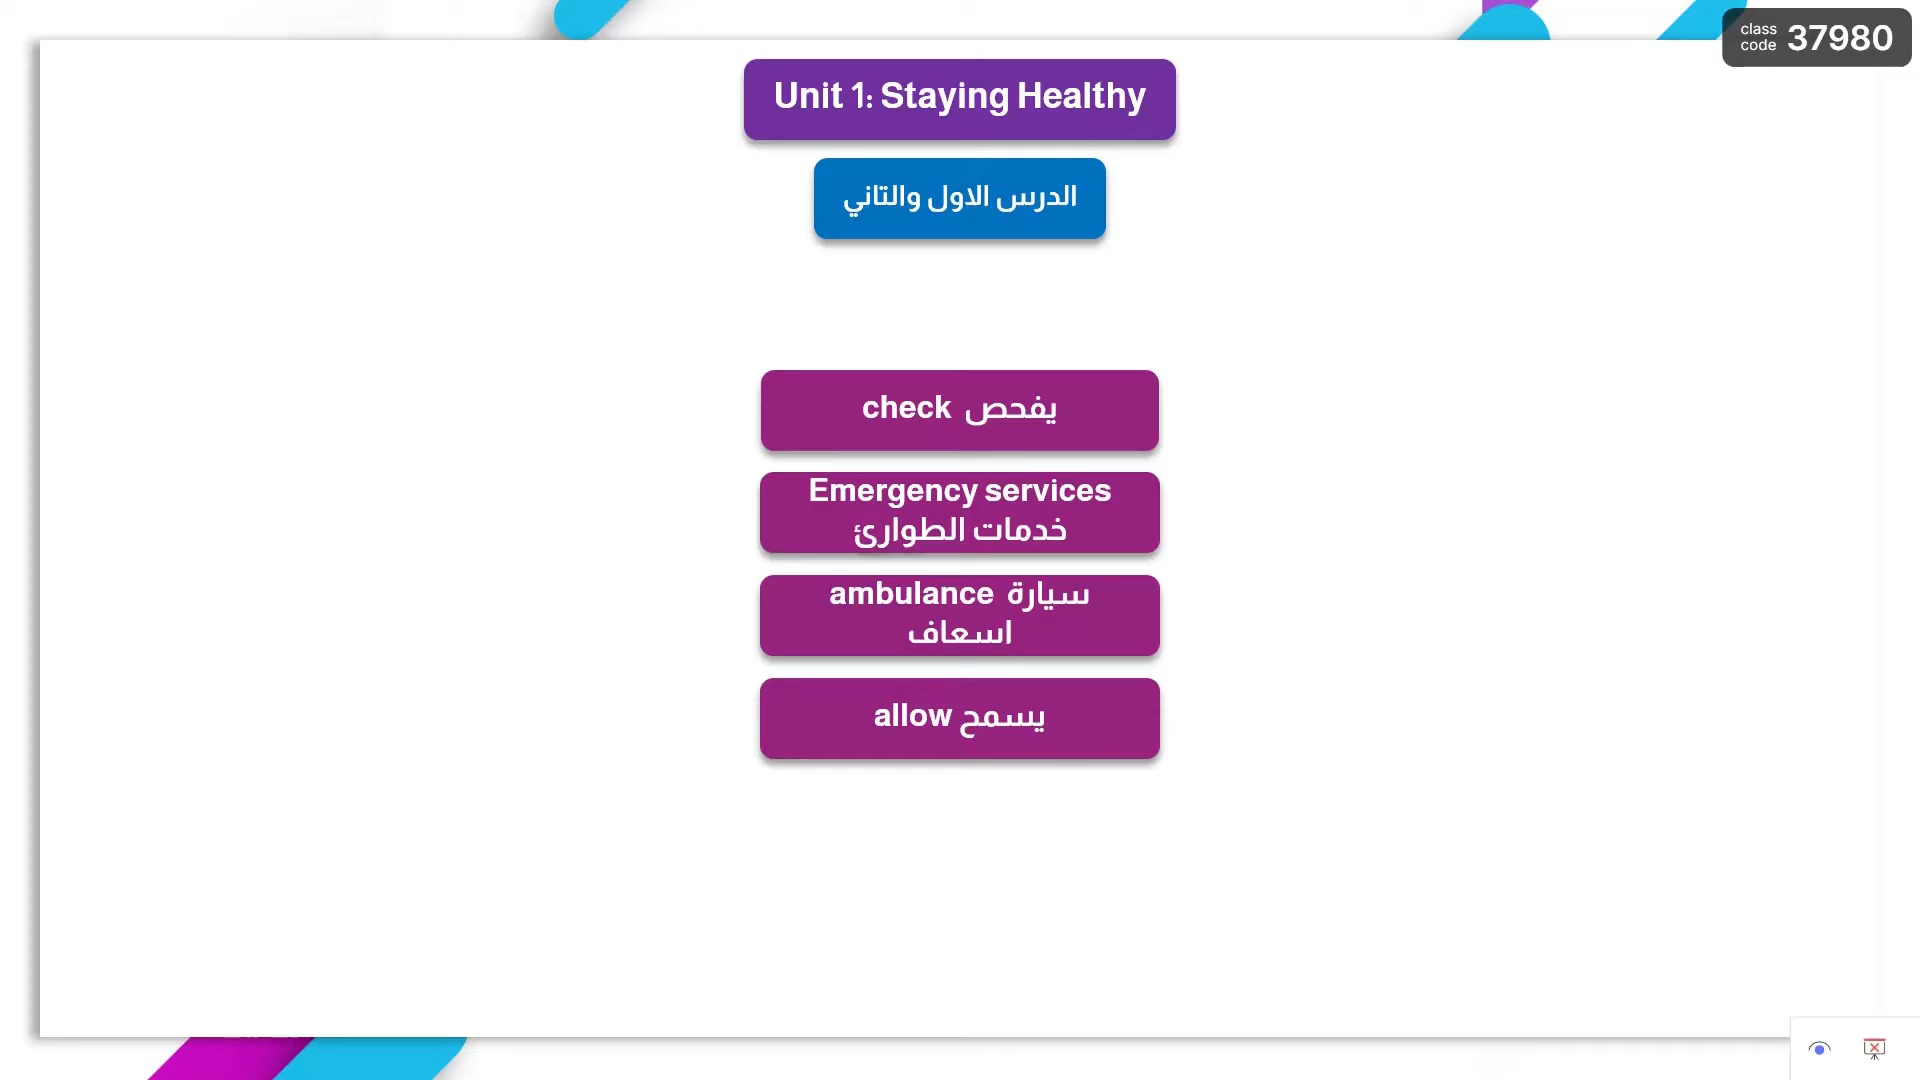 class code 37980
Unit 1: Staying Healthy
الدرس الاول والتاني
check يفحص
Emergency services
خدمات الطوارئ
ambulance سيارة
اسعاف
allow يسمح